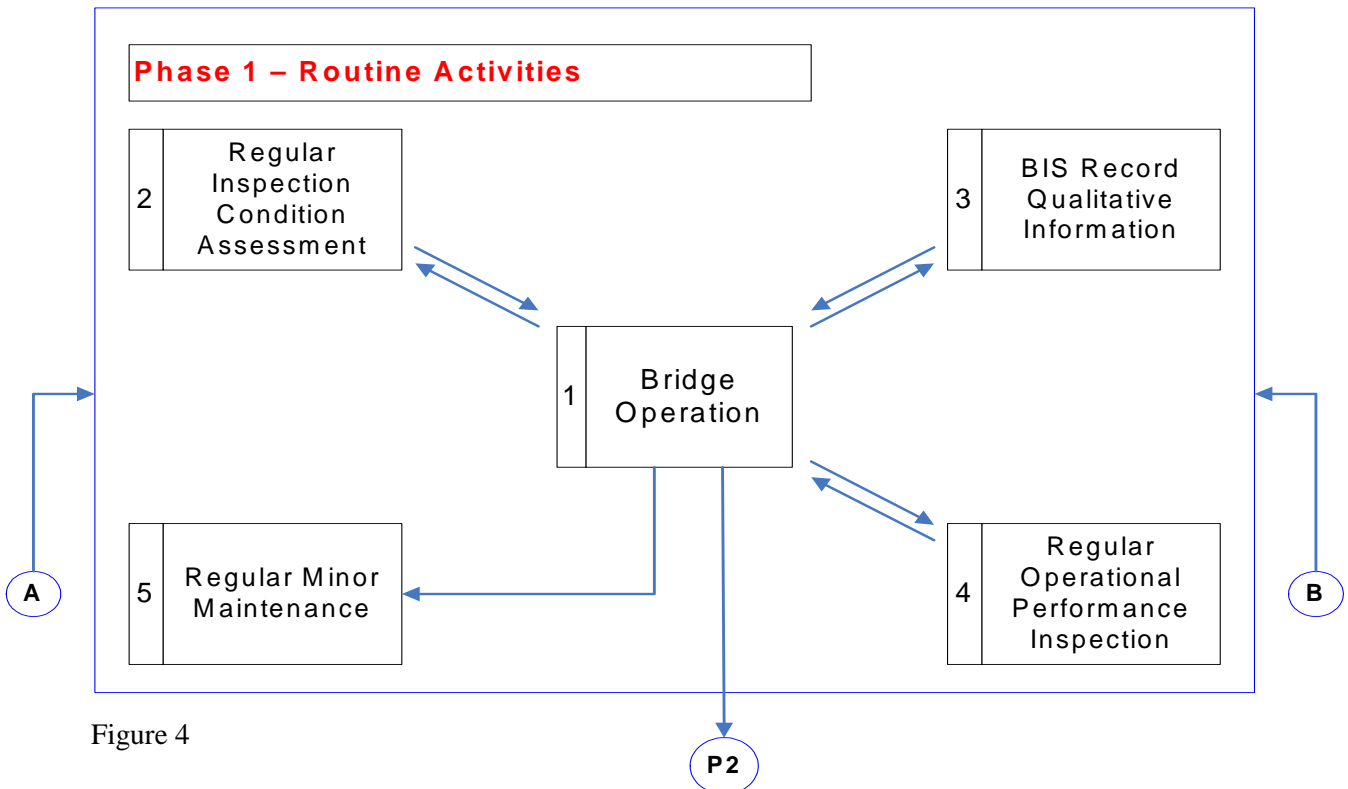 Phase 1 – Routine Activities
2
Regular
Inspection
Condition
Assessment
3
BIS Record
Qualitative
Information
1
Bridge
Operation
5
Regular Minor
Maintenance
4
Regular
Operational
Performance
Inspection
A
B
Figure 4
P2